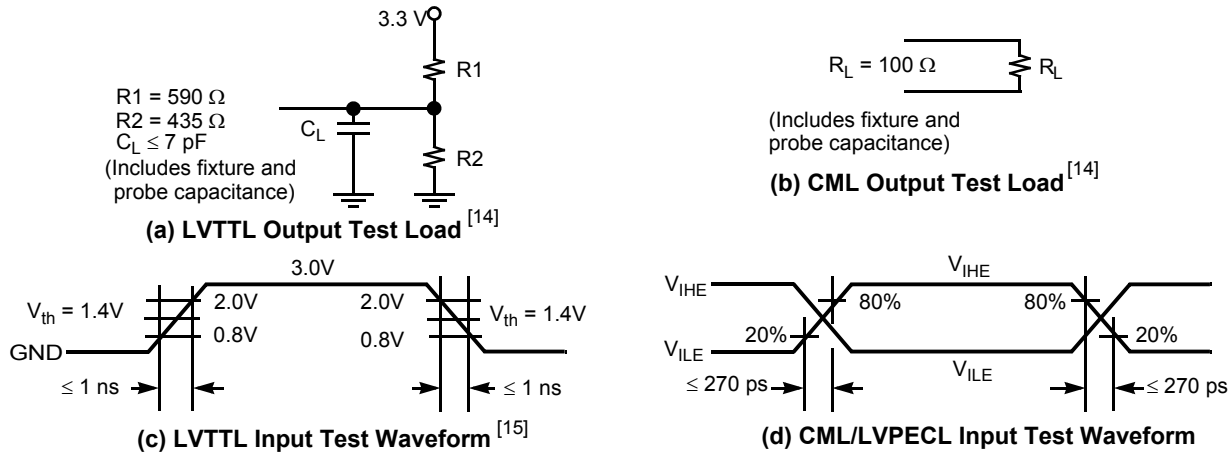 3.3 V
R1
R1 = 590 Ω
R2 = 435 Ω
C_L ≤ 7 pF
(Includes fixture and
probe capacitance)
C_L
R2
(a) LVTTL Output Test Load [14]
R_L = 100 Ω
R_L
(Includes fixture and
probe capacitance)
(b) CML Output Test Load [14]
3.0V
V_th = 1.4V
2.0V
0.8V
2.0V
0.8V
V_th = 1.4V
GND
≤ 1 ns
≤ 1 ns
(c) LVTTL Input Test Waveform [15]
V_IHE
V_IHE
80%
80%
20%
20%
V_ILE
V_ILE
≤ 270 ps
≤ 270 ps
(d) CML/LVPECL Input Test Waveform